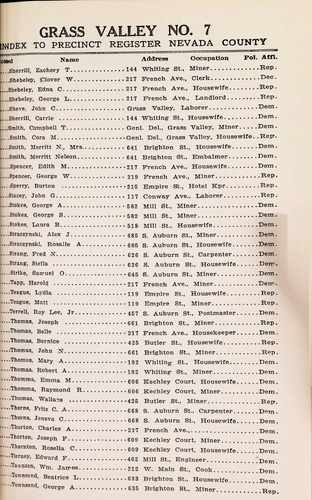 GRASS VALLEY NO. 7
INDEX TO PRECINCT REGISTER NEVADA COUNTY
Name Address Occupation Pol. Affl.
Sherrill, Zachery T 144 Whiting St., Miner Rep.
Shebeley, Clover W 217 French Ave., Clerk Dec.
Shebeley, Edna C 217 French Ave., Housewife Rep.
Shebeley, George L 217 French Ave., Landlord Rep.
Sheve, John C Grass Valley, Laborer Dem.
Sherrill, Carrie 144 Whiting St., Housewife Dem.
Smith, Campbell T Genl. Del., Grass Valley, Miner Dem.
Smith, Cora M Genl. Del., Grass Valley, Housewife Rep.
Smith, Merritt N., Mrs. 641 Brighton St., Housewife Dem.
Smith, Merritt Nelson 641 Brighton St., Embalmer Dem.
Spencer, Edith M 217 French Ave., Housewife Dem.
Spencer, George W 219 French Ave., Miner Rep.
Sperry, Burton 216 Empire St., Hotel Kpr Rep.
Stacey, John G 117 Conway Ave., Laborer Rep.
Stokes, George A 582 Mill St., Miner Dem.
Stokes, George S 582 Mill St., Miner Dem.
Stokes, Laura B 518 Mill St., Housewife Dem.
Straczynski, Alex J 685 S. Auburn St., Miner Dem.
Straczynski, Rosalie A 685 S. Auburn St., Housewife Dem.
Strang, Fred N 626 S. Auburn St., Carpenter Dem.
Strang, Stella 626 S. Auburn St., Housewife Dem.
Strike, Samuel O 645 S. Auburn St., Miner Dem.
Tapp, Harold 217 French Ave., Miner Rep.
Teague, Lydia 119 Empire St., Housewife Rep.
Teague, Matt 119 Empire St., Miner Rep.
Terrell, Roy Lee, Jr 457 S. Auburn St., Postmaster Dem.
Thomas, Joseph 661 Brighton St., Miner Rep.
Thomas, Belle 217 French Ave., Housekeeper Dem.
Thomas, Bernice 425 Butler St., Housewife Rep.
Thomas, John N. 661 Brighton St., Miner Rep.
Thomas, Mary A 192 Whiting St., Housewife Dem.
Thomas, Robert A 192 Whiting St., Miner Dem.
Thomma, Emma M 606 Kechley Court, Housewife Dem.
Thomma, Raymond R 606 Kechley Court, Miner Dem.
Thomas, Wallace 425 Butler St., Miner Rep.
Thorns, Fritz C. A 668 S. Auburn St., Carpenter Dem.
Thorns, Jeneva C 668 S. Auburn St., Housewife Dem.
Thorton, Charles A 217 French Ave., Dem.
Thorton, Joseph F 609 Kechley Court, Miner Dem.
Thornton, Rosella C 609 Kechley Court, Housewife Dem.
Tierney, Edward F 462 Mill St., Engineer Dem.
Townzen, Wm. James 212 W. Main St., Cook Dem.
Townsend, Beatrice L 633 Brighton St., Housewife Dem.
Townsend, George A 635 Brighton St., Miner Rep.